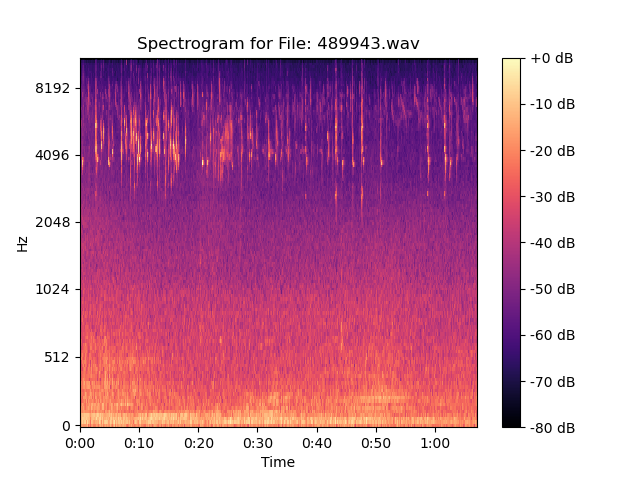 Spectrogram for File: 489943.wav
8192
4096
2048
1024
512
0
Hz
0:00 0:10 0:20 0:30 0:40 0:50 1:00
Time
+0 dB
-10 dB
-20 dB
-30 dB
-40 dB
-50 dB
-60 dB
-70 dB
-80 dB